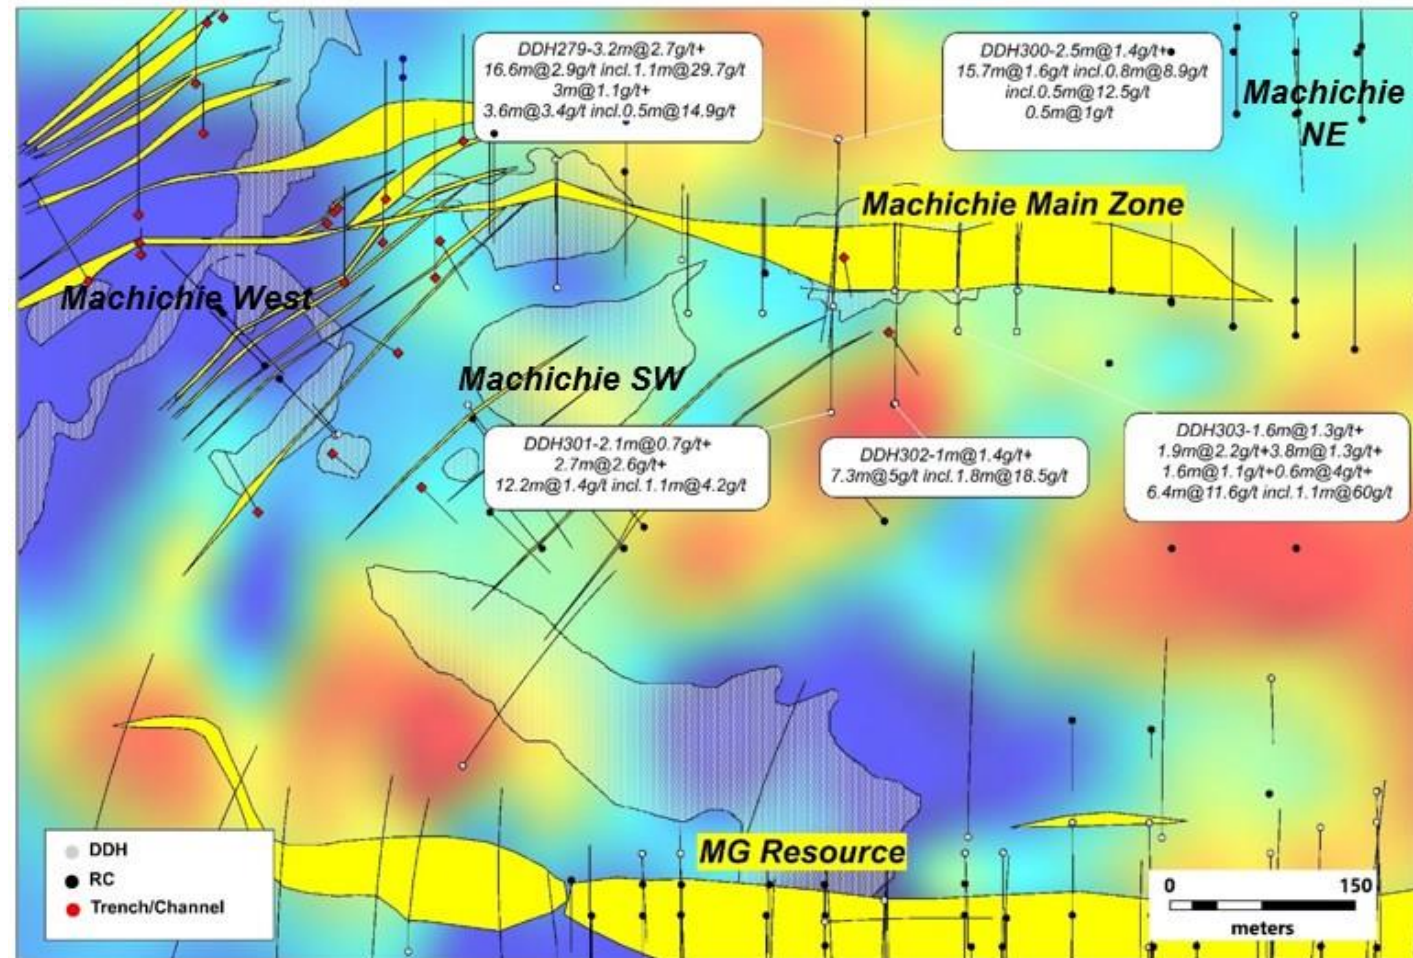 DDH279-3.2m@2.7g/t+
16.6m@2.9g/t incl.1.1m@29.7g/t
3m@1.1g/t+
3.6m@3.4g/t incl.0.5m@14.9g/t
DDH300-2.5m@1.4g/t+
15.7m@1.6g/t incl.0.8m@8.9g/t
incl.0.5m@12.5g/t
0.5m@1g/t
Machichie
NE
Machichie Main Zone
Machichie West
Machichie SW
DDH301-2.1m@0.7g/t+
2.7m@2.6g/t+
12.2m@1.4g/t incl.1.1m@4.2g/t
DDH302-1m@1.4g/t+
7.3m@5g/t incl.1.8m@18.5g/t
DDH303-1.6m@1.3g/t+
1.9m@2.2g/t+3.8m@1.3g/t+
1.6m@1.1g/t+0.6m@4g/t+
6.4m@11.6g/t incl.1.1m@60g/t
MG Resource
DDH
RC
Trench/Channel
0 150
meters